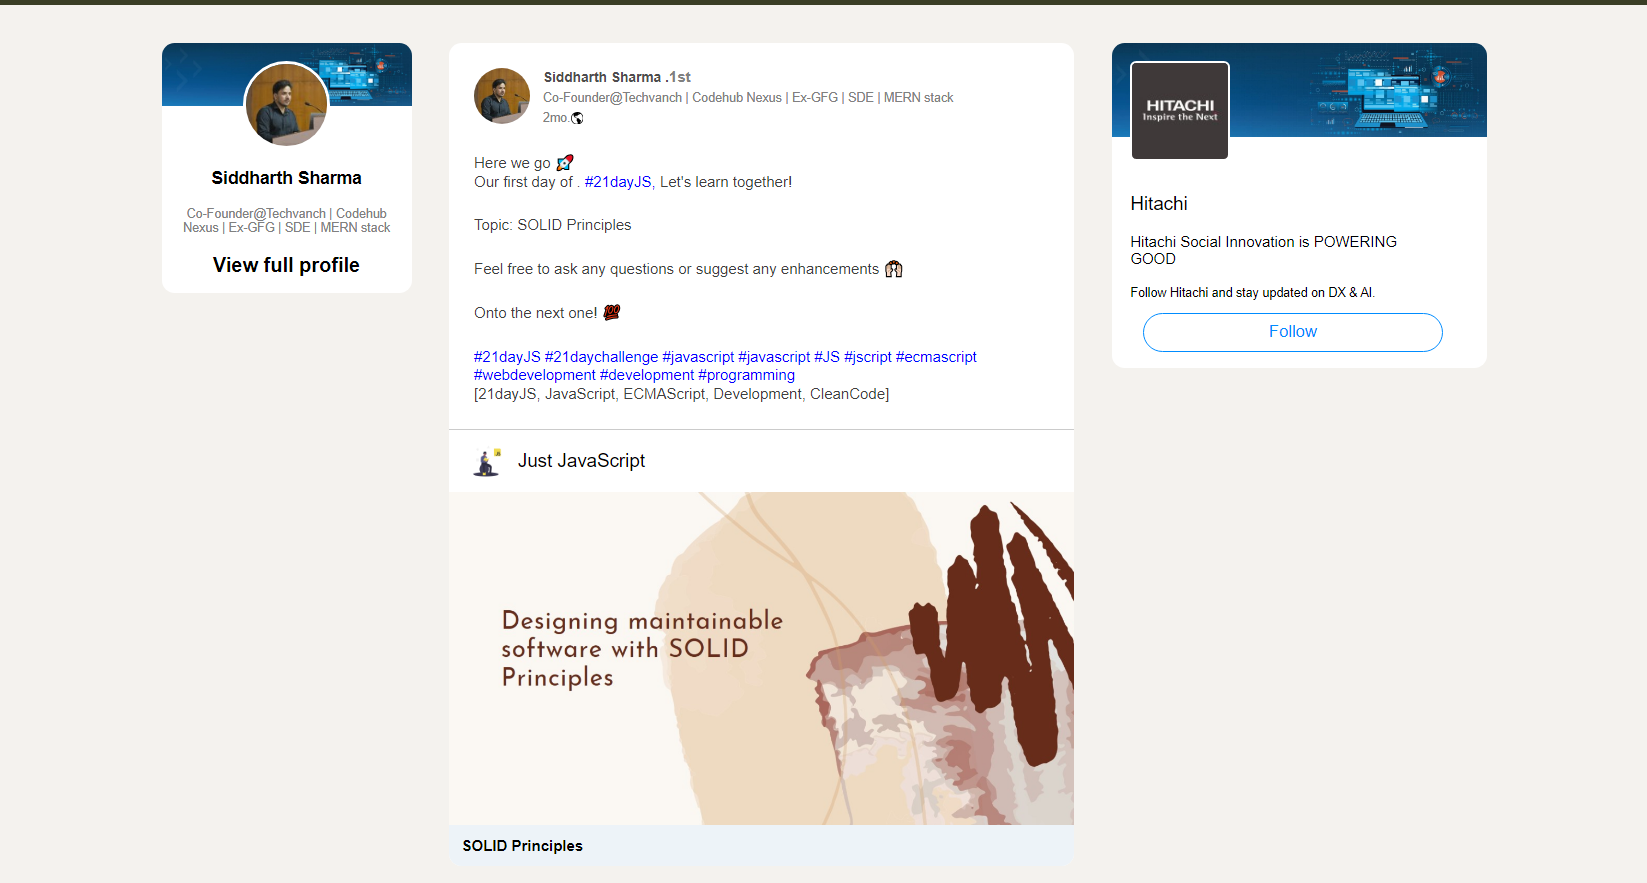 Siddharth Sharma
Co-Founder@Techvanch | Codehub
Nexus | Ex-GFG | SDE | MERN stack
View full profile
Siddharth Sharma .1st
Co-Founder@Techvanch | Codehub Nexus | Ex-GFG | SDE | MERN stack
2mo.
Here we go 🚀
Our first day of . #21dayJS, Let's learn together!
Topic: SOLID Principles
Feel free to ask any questions or suggest any enhancements 🙌
Onto the next one! 💯
#21dayJS #21daychallenge #javascript #javascript #JS #jscript #ecmascript
#webdevelopment #development #programming
[21dayJS, JavaScript, ECMAScript, Development, CleanCode]
Just JavaScript
Designing maintainable
software with SOLID
Principles
SOLID Principles
HITACHI
Inspire the Next
Hitachi
Hitachi Social Innovation is POWERING
GOOD
Follow Hitachi and stay updated on DX & AI.
Follow